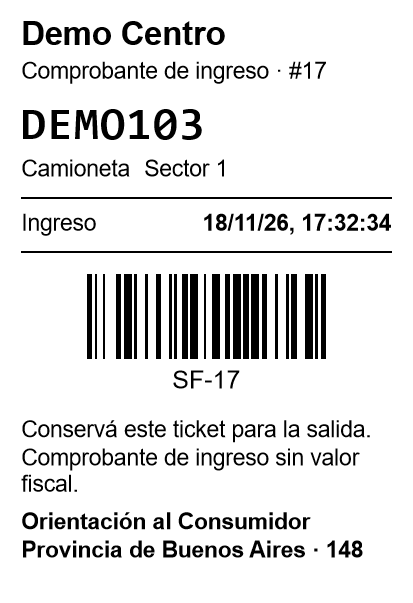 Demo Centro
Comprobante de ingreso · #17
DEMO103
Camioneta Sector 1
Ingreso 18/11/26, 17:32:34
SF-17
Conservá este ticket para la salida.
Comprobante de ingreso sin valor
fiscal.
Orientación al Consumidor
Provincia de Buenos Aires · 148